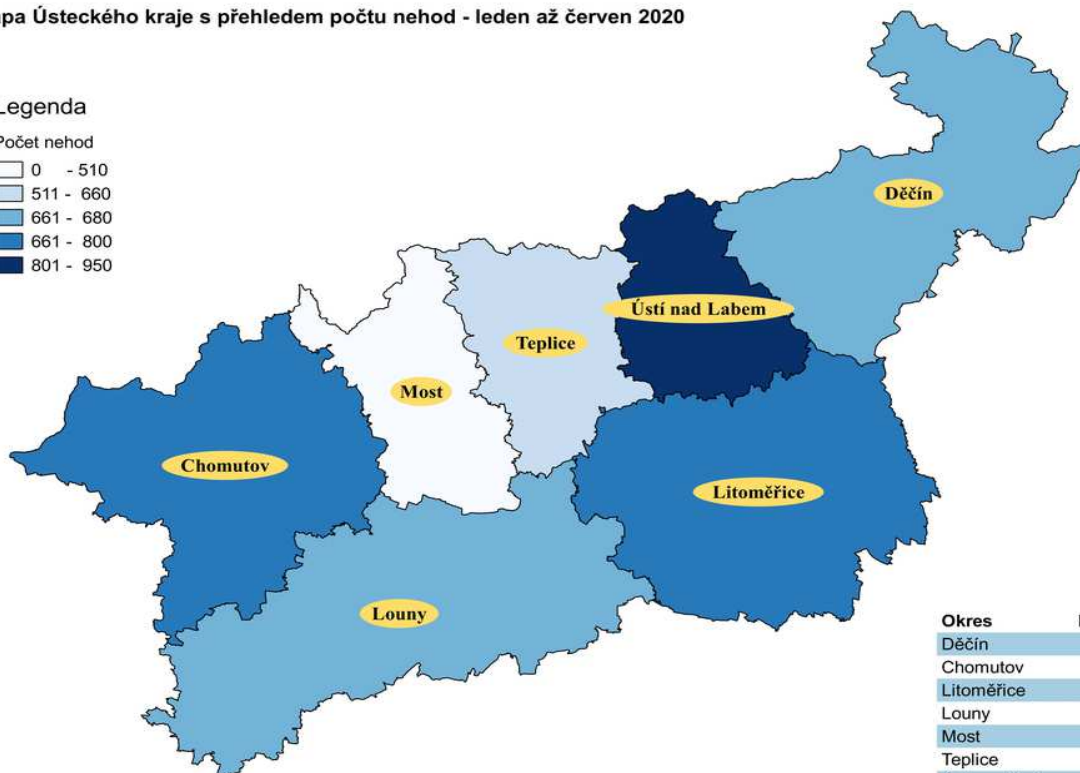 pa Ústeckého kraje s přehledem počtu nehod - leden až červen 2020
Legenda
Počet nehod
0 - 510
511 - 660
661 - 680
661 - 800
801 - 950
Děčín
Ústí nad Labem
Teplice
Most
Chomutov
Litoměřice
Louny
Okres
Děčín
Chomutov
Litoměřice
Louny
Most
Teplice